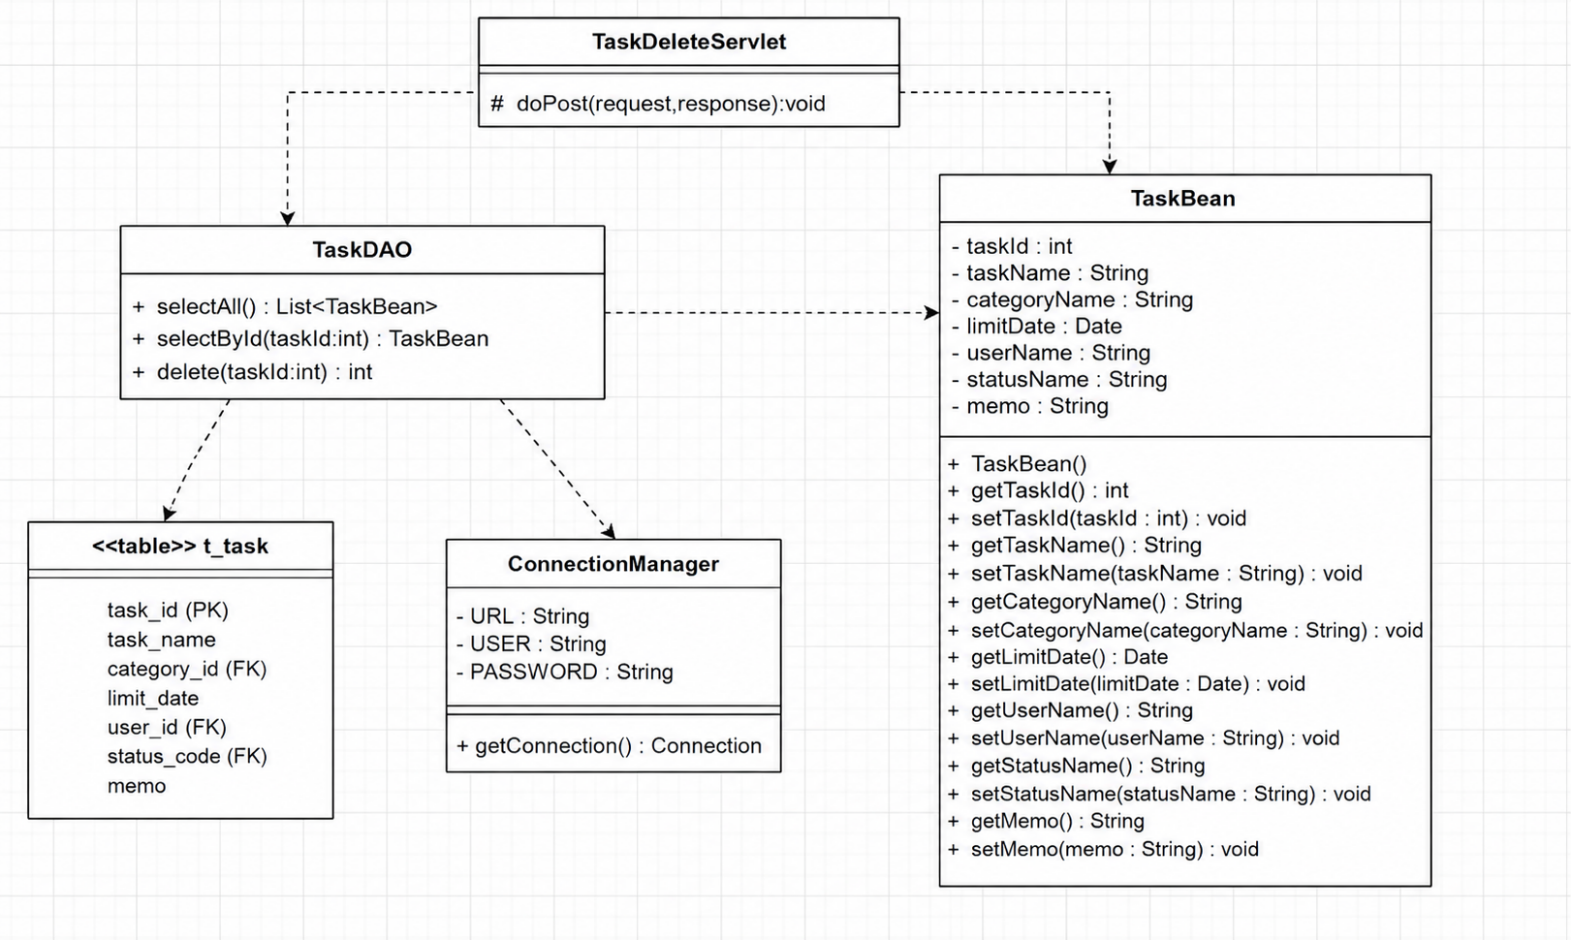 TaskDeleteServlet
# doPost(request,response):void
TaskDAO
+ selectAll() : List<TaskBean>
+ selectById(taskId:int) : TaskBean
+ delete(taskId:int) : int
TaskBean
- taskId : int
- taskName : String
- categoryName : String
- limitDate : Date
- userName : String
- statusName : String
- memo : String
+ TaskBean()
+ getTaskId() : int
+ setTaskId(taskId : int) : void
+ getTaskName() : String
+ setTaskName(taskName : String) : void
+ getCategoryName() : String
+ setCategoryName(categoryName : String) : void
+ getLimitDate() : Date
+ setLimitDate(limitDate : Date) : void
+ getUserName() : String
+ setUserName(userName : String) : void
+ getStatusName() : String
+ setStatusName(statusName : String) : void
+ getMemo() : String
+ setMemo(memo : String) : void
<<table>> t_task
task_id (PK)
task_name
category_id (FK)
limit_date
user_id (FK)
status_code (FK)
memo
ConnectionManager
- URL : String
- USER : String
- PASSWORD : String
+ getConnection() : Connection